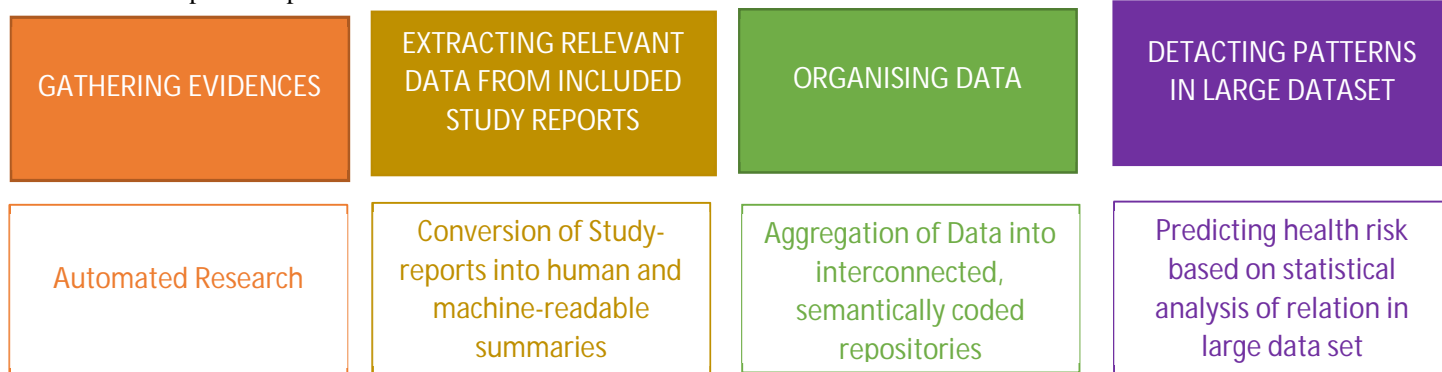 GATHERING EVIDENCES
EXTRACTING RELEVANT
DATA FROM INCLUDED
STUDY REPORTS
ORGANISING DATA
DETACTING PATTERNS
IN LARGE DATASET
Automated Research
Conversion of Study-
reports into human and
machine-readable
summaries
Aggregation of Data into
interconnected,
semantically coded
repositories
Predicting health risk
based on statistical
analysis of relation in
large data set